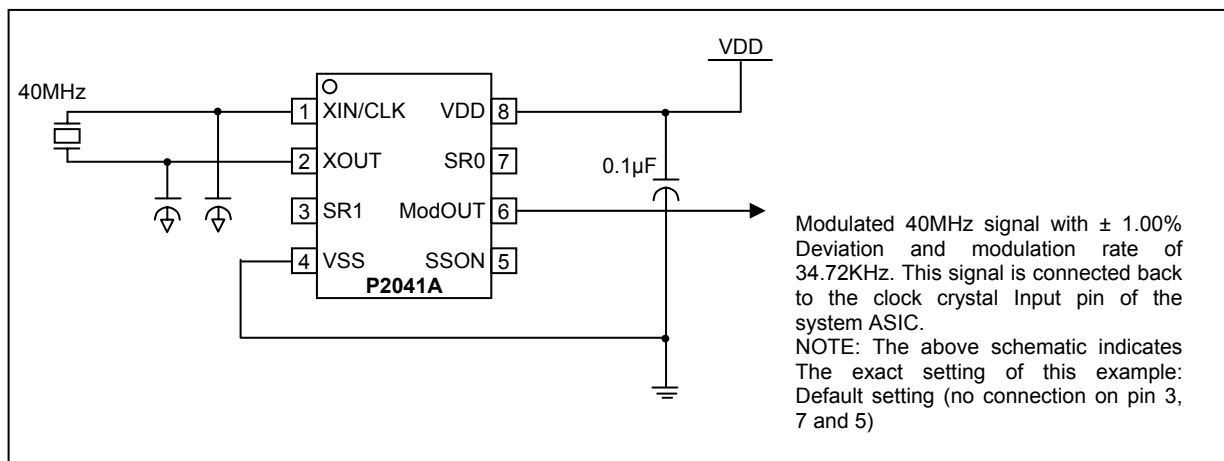 VDD
40MHz
1 XIN/CLK VDD 8
2 XOUT SR0 7
0.1µF
3 SR1 ModOUT 6
4 VSS SSON 5
P2041A
Modulated 40MHz signal with ± 1.00%
Deviation and modulation rate of
34.72KHz. This signal is connected back
to the clock crystal Input pin of the
system ASIC.
NOTE: The above schematic indicates
The exact setting of this example:
Default setting (no connection on pin 3,
7 and 5)